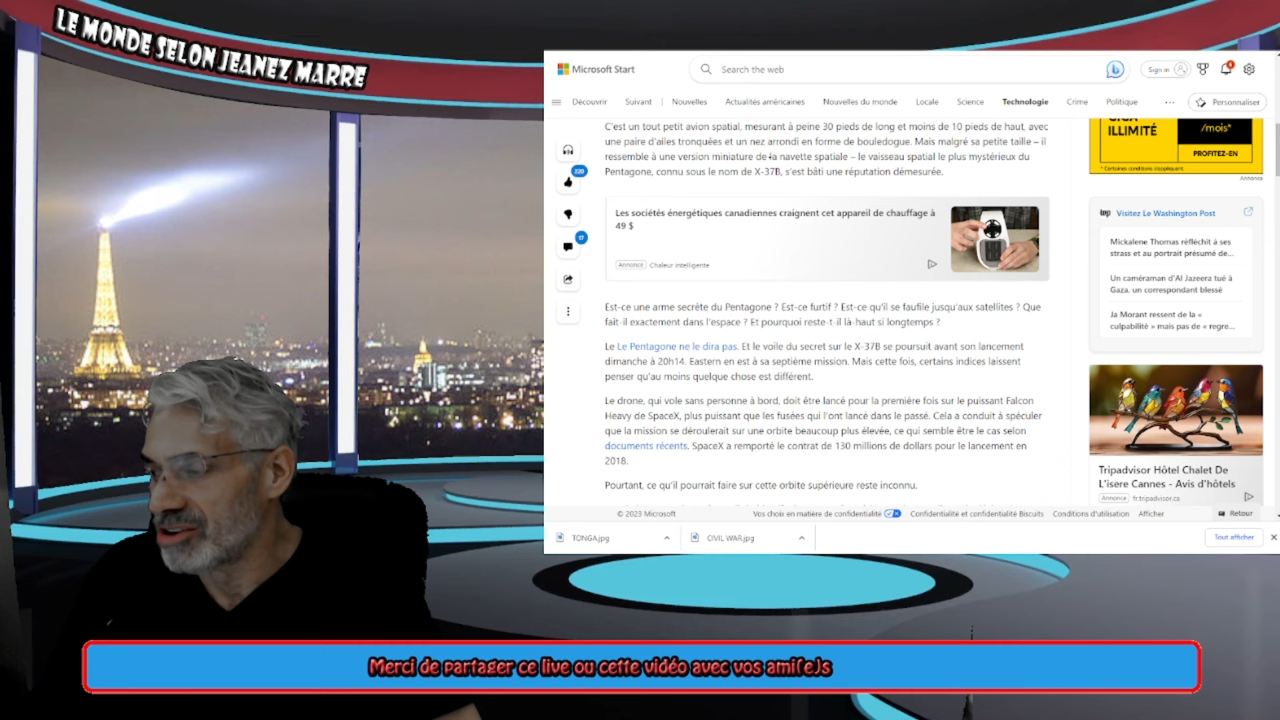 LE MONDE SELON JEANEZ MARRE
Microsoft Start
Search the web
Sign in
Découvrir Suivant Nouvelles Actualités américaines Nouvelles du monde Locale Science Technologie Crime Politique ... Personnaliser
C'est un tout petit avion spatial, mesurant à peine 30 pieds de long et moins de 10 pieds de haut, avec
une paire d'ailes tronquées et un nez arrondi en forme de bouledogue. Mais malgré sa petite taille – il
ressemble à une version miniature de la navette spatiale – le vaisseau spatial le plus mystérieux du
Pentagone, connu sous le nom de X-37B, s'est bâti une réputation démesurée.
220
17
Les sociétés énergétiques canadiennes craignent cet appareil de chauffage à
49 $
Annonce Chaleur intelligente
Est-ce une arme secrète du Pentagone ? Est-ce furtif ? Est-ce qu'il se faufile jusqu'aux satellites ? Que
fait-il exactement dans l'espace ? Et pourquoi reste-t-il là-haut si longtemps ?
Le Le Pentagone ne le dira pas. Et le voile du secret sur le X-37B se poursuit avant son lancement
dimanche à 20h14. Eastern en est à sa septième mission. Mais cette fois, certains indices laissent
penser qu'au moins quelque chose est différent.
Le drone, qui vole sans personne à bord, doit être lancé pour la première fois sur le puissant Falcon
Heavy de SpaceX, plus puissant que les fusées qui l'ont lancé dans le passé. Cela a conduit à spéculer
que la mission se déroulerait sur une orbite beaucoup plus élevée, ce qui semble être le cas selon
documents récents. SpaceX a remporté le contrat de 130 millions de dollars pour le lancement en
2018.
Pourtant, ce qu'il pourrait faire sur cette orbite supérieure reste inconnu.
ILLIMITÉ
/mois*
PROFITEZ-EN
* Certaines conditions s'appliquent
Annonce
Visitez Le Washington Post
Mickalene Thomas réfléchit à ses
strass et au portrait présumé de...
Un caméraman d'Al Jazeera tué à
Gaza, un correspondant blessé
Ja Morant ressent de la «
culpabilité » mais pas de « regre...
Tripadvisor Hôtel Chalet De
L'isere Cannes - Avis d'hôtels
Annonce fr.tripadvisor.ca
© 2023 Microsoft Vos choix en matière de confidentialité Confidentialité et confidentialité Biscuits Conditions d'utilisation Afficher Retour
TONGA.jpg CIVIL WAR.jpg Tout afficher
Merci de partager ce live ou cette vidéo avec vos ami(e)s